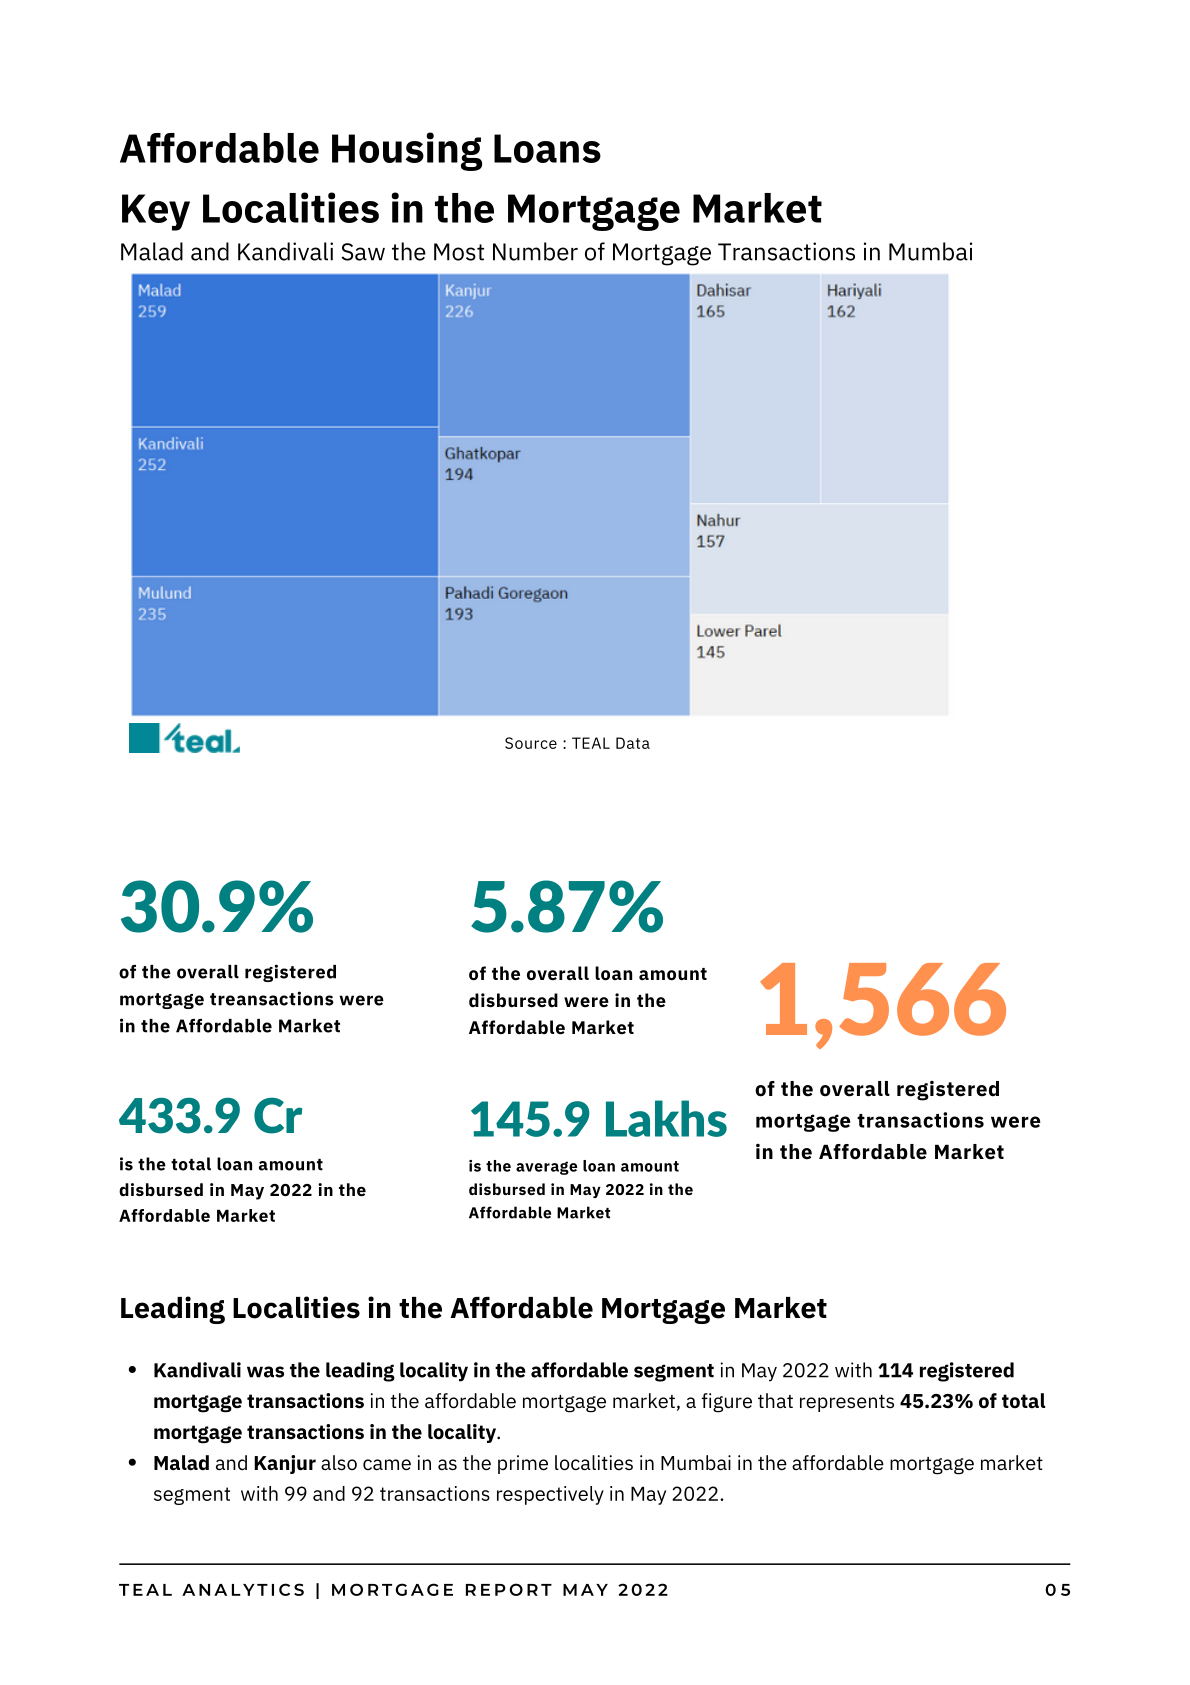 Affordable Housing Loans
Key Localities in the Mortgage Market
Malad and Kandivali Saw the Most Number of Mortgage Transactions in Mumbai
Malad
259
Kandivali
252
Mulund
235
Kanjur
226
Ghatkopar
194
Pahadi Goregaon
193
Dahisar
165
Hariyali
162
Nahur
157
Lower Parel
145
teal.
Source : TEAL Data
30.9%
of the overall registered
mortgage treansactions were
in the Affordable Market
5.87%
of the overall loan amount
disbursed were in the
Affordable Market
433.9 Cr
is the total loan amount
disbursed in May 2022 in the
Affordable Market
145.9 Lakhs
is the average loan amount
disbursed in May 2022 in the
Affordable Market
1,566
of the overall registered
mortgage transactions were
in the Affordable Market
Leading Localities in the Affordable Mortgage Market
• Kandivali was the leading locality in the affordable segment in May 2022 with 114 registered
mortgage transactions in the affordable mortgage market, a figure that represents 45.23% of total
mortgage transactions in the locality.
• Malad and Kanjur also came in as the prime localities in Mumbai in the affordable mortgage market
segment with 99 and 92 transactions respectively in May 2022.
TEAL ANALYTICS | MORTGAGE REPORT MAY 2022
05